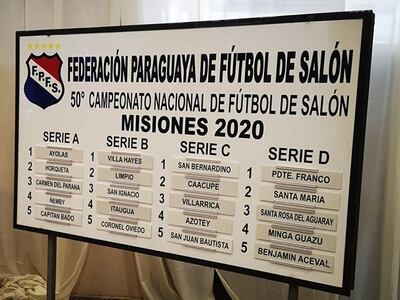 F.P.F.S.
FEDERACIÓN PARAGUAYA DE FÚTBOL DE SALÓN
50° CAMPEONATO NACIONAL DE FÚTBOL DE SALÓN
MISIONES 2020
SERIE A
1 AYOLAS
2 HORQUETA
3 CARMEN DEL PARANA
4 ÑEMBY
5 CAPITAN BADO
SERIE B
1 VILLA HAYES
2 LIMPIO
3 SAN IGNACIO
4 ITAUGUA
5 CORONEL OVIEDO
SERIE C
1 SAN BERNARDINO
2 CAACUPE
3 VILLARRICA
4 AZOTEY
5 SAN JUAN BAUTISTA
SERIE D
1 PDTE. FRANCO
2 SANTA MARIA
3 SANTA ROSA DEL AGUARAY
4 MINGA GUAZU
5 BENJAMIN ACEVAL